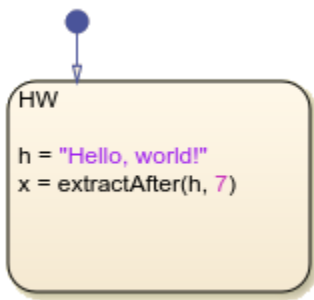 HW
h = "Hello, world!"
x = extractAfter(h, 7)